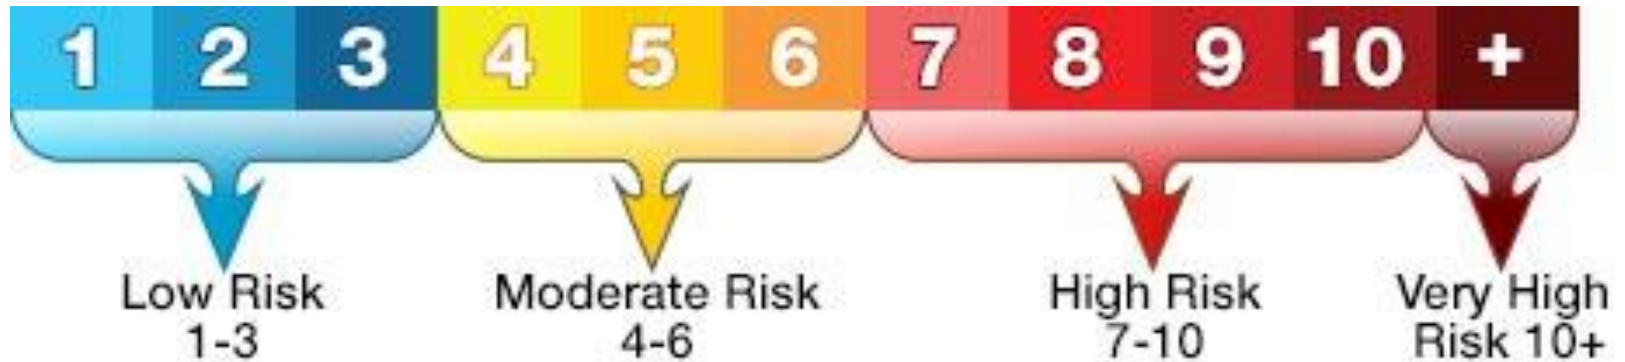 1 2 3 4 5 6 7 8 9 10 +
Low Risk
1-3
Moderate Risk
4-6
High Risk
7-10
Very High
Risk 10+